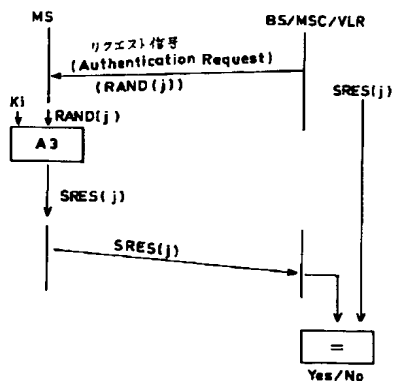 MS
BS/MSC/VLR
リクエスト信号
(Authentication Request)
(RAND(j))
Ki
RAND(j)
SRES(j)
A3
SRES(j)
SRES(j)
=
Yes/No